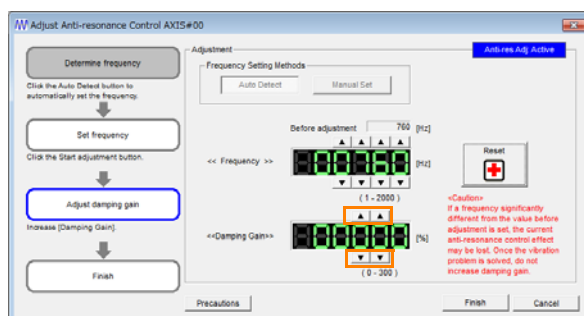 Adjust Anti-resonance Control AXIS#00
Adjustment
Anti-res Adj Active
Determine frequency
Frequency Setting Methods
Auto Detect
Manual Set
Click the Auto Detect button to
automatically set the frequency.
Before adjustment
760
[Hz]
Set frequency
Click the Start adjustment button.
<< Frequency >>
00760
[Hz]
Reset
( 1 - 2000 )
Adjust damping gain
Increase [Damping Gain].
<<Damping Gain>>
[%]
( 0 - 300 )
<Caution>
If a frequency significantly
different from the value before
adjustment is set, the current
anti-resonance control effect
may be lost. Once the vibration
problem is solved, do not
increase damping gain.
Finish
Precautions
Finish
Cancel